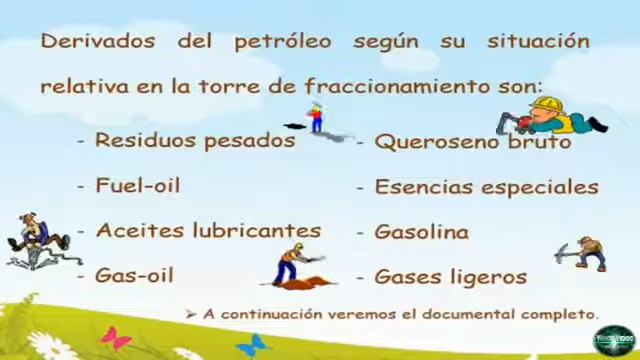 Derivados del petróleo según su situación
relativa en la torre de fraccionamiento son:
- Residuos pesados
- Fuel-oil
- Aceites lubricantes
- Gas-oil
- Queroseno bruto
- Esencias especiales
- Gasolina
- Gases ligeros
➢ A continuación veremos el documental completo.